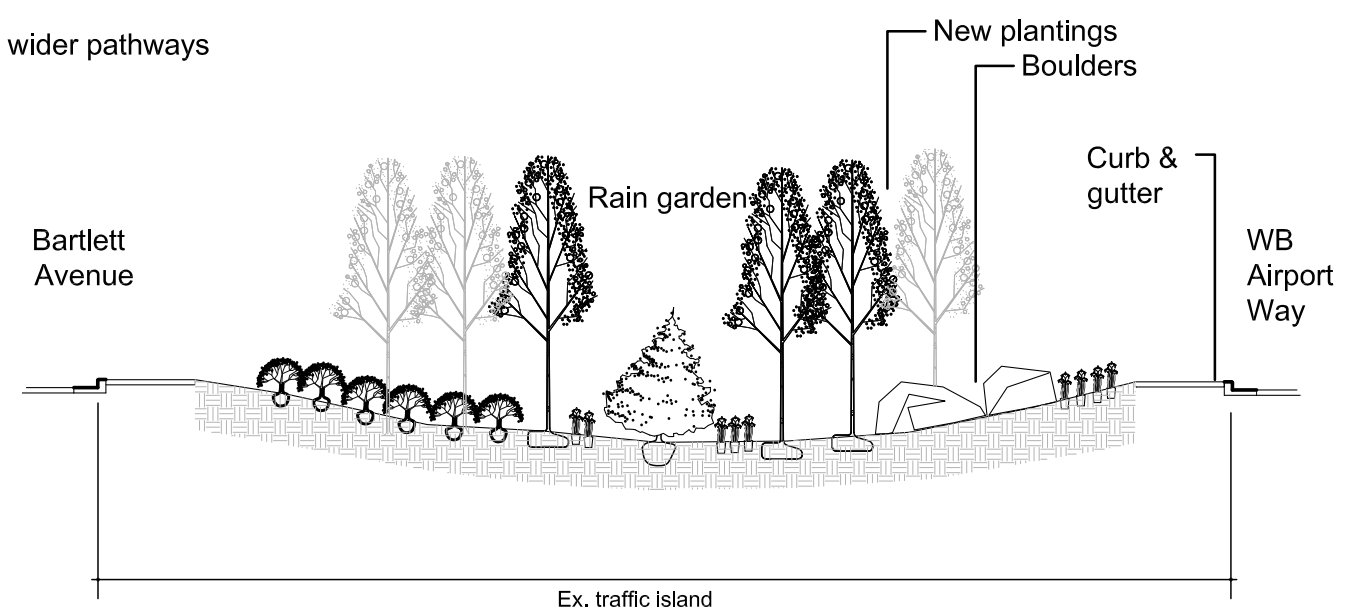 wider pathways
New plantings
Boulders
Curb &
gutter
Rain garden
Bartlett
Avenue
WB
Airport
Way
Ex. traffic island